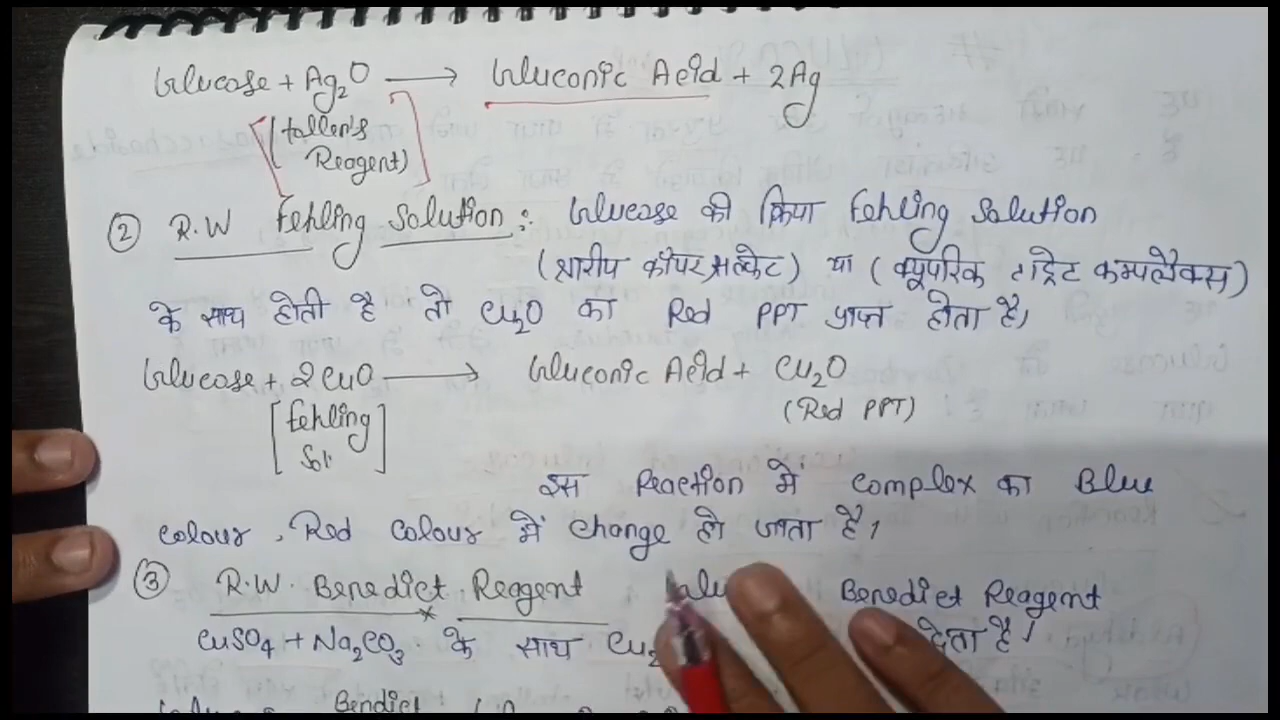 Glucose + Ag2O ⟶ Gluconic Acid + 2Ag
(tollen's
Reagent)
② R.W Fehling Solution: Glucose की क्रिया Fehling Solution
(क्षारीय कॉपर सल्फेट) या (क्यूपरिक टाट्रेट कम्पलैक्स)
के साथ होती है तो Cu2O का Red PPT प्राप्त होता है।
Glucose + 2CuO ⟶ Gluconic Acid + Cu2O
[Fehling (Red PPT)
Sol]
इस Reaction में Complex का Blue
colour, Red Colour में change हो जाता है।
③ R.W. Benedict Reagent Benedict Reagent
CuSO4 + Na2CO3 के साथ देता है।